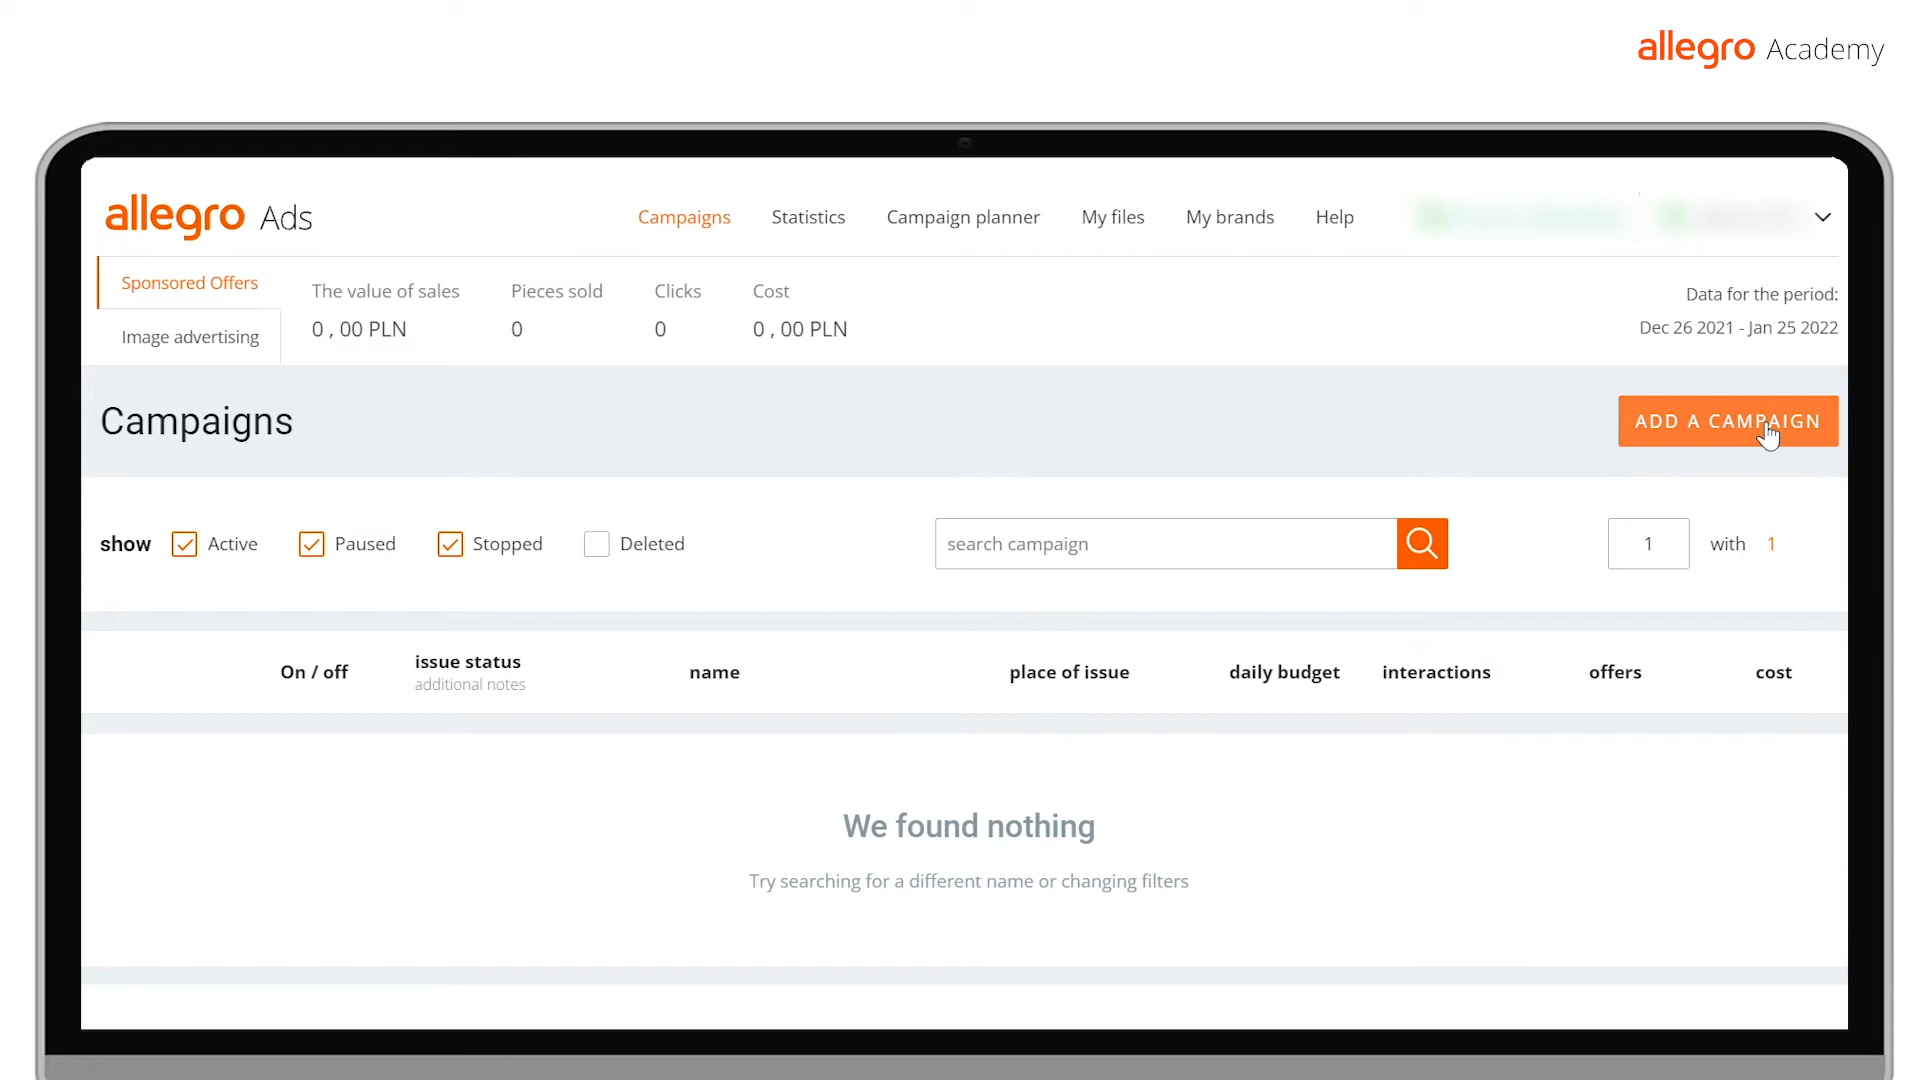 allegro Academy
allegro Ads
Campaigns Statistics Campaign planner My files My brands Help
Sponsored Offers
Image advertising
The value of sales Pieces sold Clicks Cost
0 , 00 PLN 0 0 0 , 00 PLN
Data for the period:
Dec 26 2021 - Jan 25 2022
Campaigns
ADD A CAMPAIGN
show Active Paused Stopped Deleted
search campaign
1 with 1
On / off issue status name place of issue daily budget interactions offers cost
additional notes
We found nothing
Try searching for a different name or changing filters